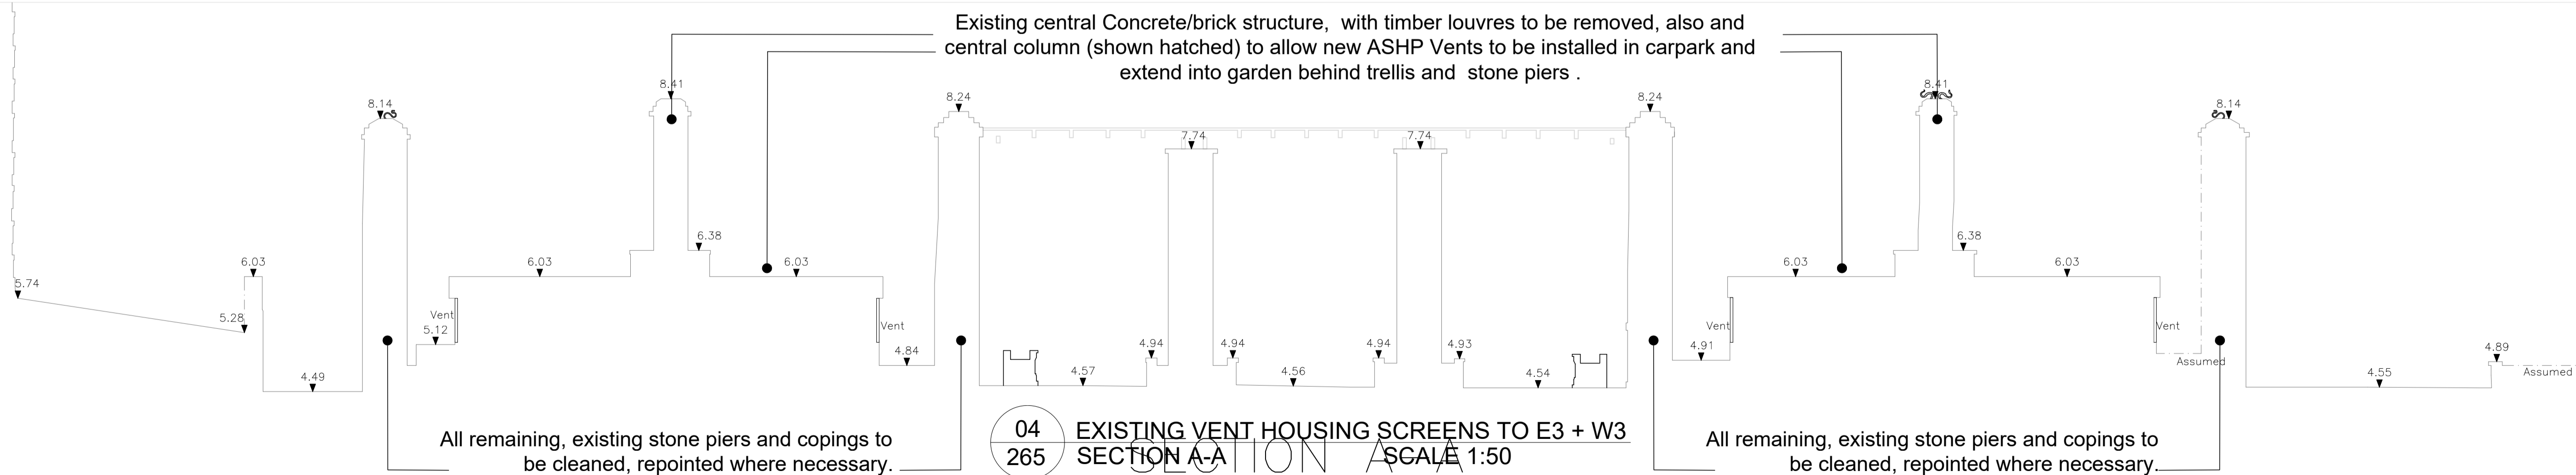 Existing central Concrete/brick structure, with timber louvres to be removed, also and
central column (shown hatched) to allow new ASHP Vents to be installed in carpark and
extend into garden behind trellis and stone piers .
8.14
8.41
8.24
7.74
7.74
8.24
8.41
8.14
6.38
6.38
6.03
6.03
6.03
6.03
6.03
5.74
5.28
Vent
5.12
Vent
4.84
4.94
4.94
4.94
4.93
Vent
4.91
Vent
Assumed
4.89
Assumed
4.49
4.57
4.56
4.54
4.55
All remaining, existing stone piers and copings to
be cleaned, repointed where necessary.
04
265
EXISTING VENT HOUSING SCREENS TO E3 + W3
SECTION A-A SCALE 1:50
SECTION A-A
All remaining, existing stone piers and copings to
be cleaned, repointed where necessary.